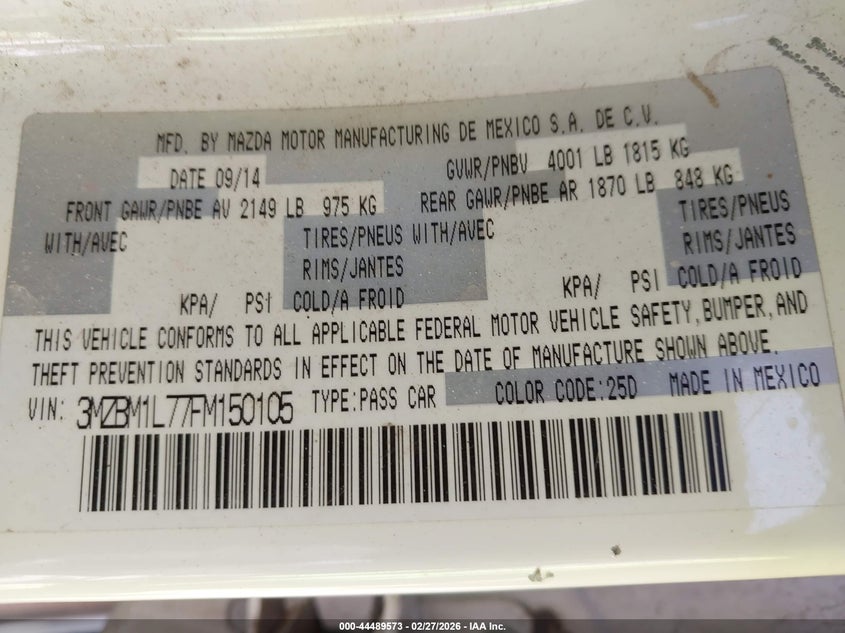 MFD. BY MAZDA MOTOR MANUFACTURING DE MEXICO S.A. DE C.V.
DATE 09/14 GVWR/PNBV 4001 LB 1815 KG
FRONT GAWR/PNBE AV 2149 LB 975 KG REAR GAWR/PNBE AR 1870 LB 848 KG
WITH/AVEC TIRES/PNEUS WITH/AVEC TIRES/PNEUS
RIMS/JANTES RIMS/JANTES
KPA/ PSI COLD/A FROID KPA/ PSI COLD/A FROID
THIS VEHICLE CONFORMS TO ALL APPLICABLE FEDERAL MOTOR VEHICLE SAFETY, BUMPER, AND
THEFT PREVENTION STANDARDS IN EFFECT ON THE DATE OF MANUFACTURE SHOWN ABOVE.
VIN: 3MZBM1L77FM150105 TYPE:PASS CAR COLOR CODE:25D MADE IN MEXICO
000-44489573 - 02/27/2026 - IAA Inc.